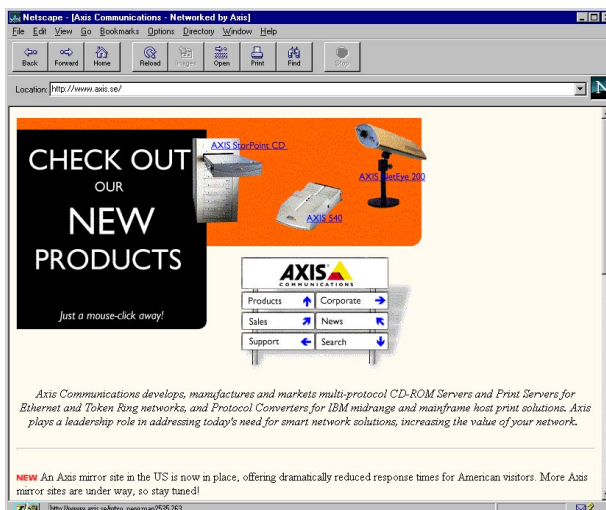 Netscape - [Axis Communications - Networked by Axis]
File Edit View Go Bookmarks Options Directory Window Help
Back Forward Home Reload Images Open Print Find Stop
Location: http://www.axis.se/
N
CHECK OUT
OUR
NEW
PRODUCTS
Just a mouse-click away!
AXIS StorPoint CD
AXIS 540
AXIS NetEye 200
AXIS
COMMUNICATIONS
Products Corporate
Sales News
Support Search
Axis Communications develops, manufactures and markets multi-protocol CD-ROM Servers and Print Servers for
Ethernet and Token Ring networks, and Protocol Converters for IBM midrange and mainframe host print solutions. Axis
plays a leadership role in addressing today's need for smart network solutions, increasing the value of your network.
NEW An Axis mirror site in the US is now in place, offering dramatically reduced response times for American visitors. More Axis
mirror sites are under way, so stay tuned!